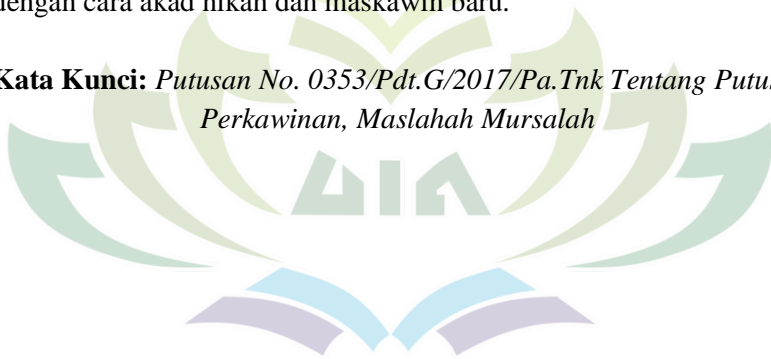 dengan cara akad nikah dan maskawin baru.
Kata Kunci: Putusan No. 0353/Pdt.G/2017/Pa.Tnk Tentang
Perkawinan, Maslahah Mursalah